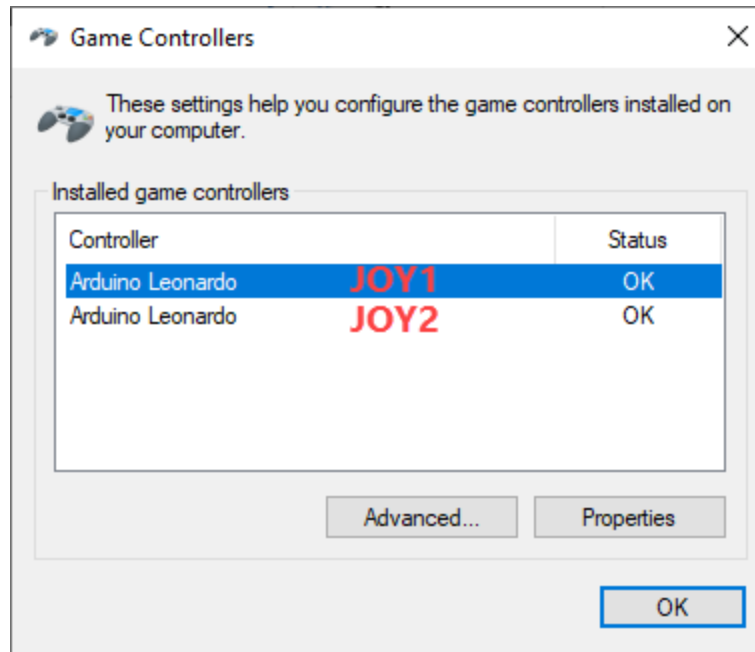 Game Controllers
These settings help you configure the game controllers installed on
your computer.
Installed game controllers
Controller Status
Arduino Leonardo JOY1 OK
Arduino Leonardo JOY2 OK
Advanced... Properties
OK